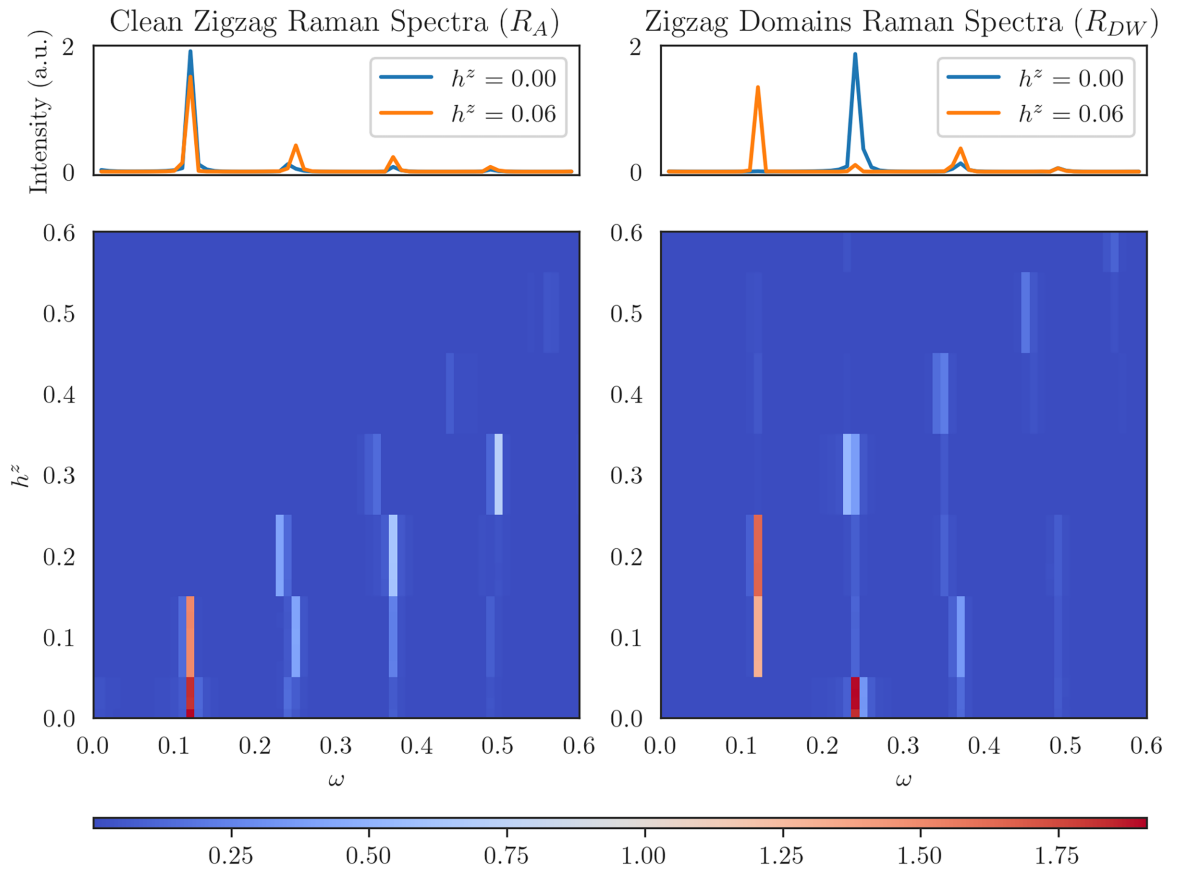 Clean Zigzag Raman Spectra ($R_A$)
Zigzag Domains Raman Spectra ($R_{DW}$)
Intensity (a.u.)
2
0
$h^z = 0.00$
$h^z = 0.06$
2
0
$h^z = 0.00$
$h^z = 0.06$
$h^z$
0.6
0.5
0.4
0.3
0.2
0.1
0.0
0.0 0.1 0.2 0.3 0.4 0.5 0.6
$\omega$
0.6
0.5
0.4
0.3
0.2
0.1
0.0
0.0 0.1 0.2 0.3 0.4 0.5 0.6
$\omega$
0.25 0.50 0.75 1.00 1.25 1.50 1.75